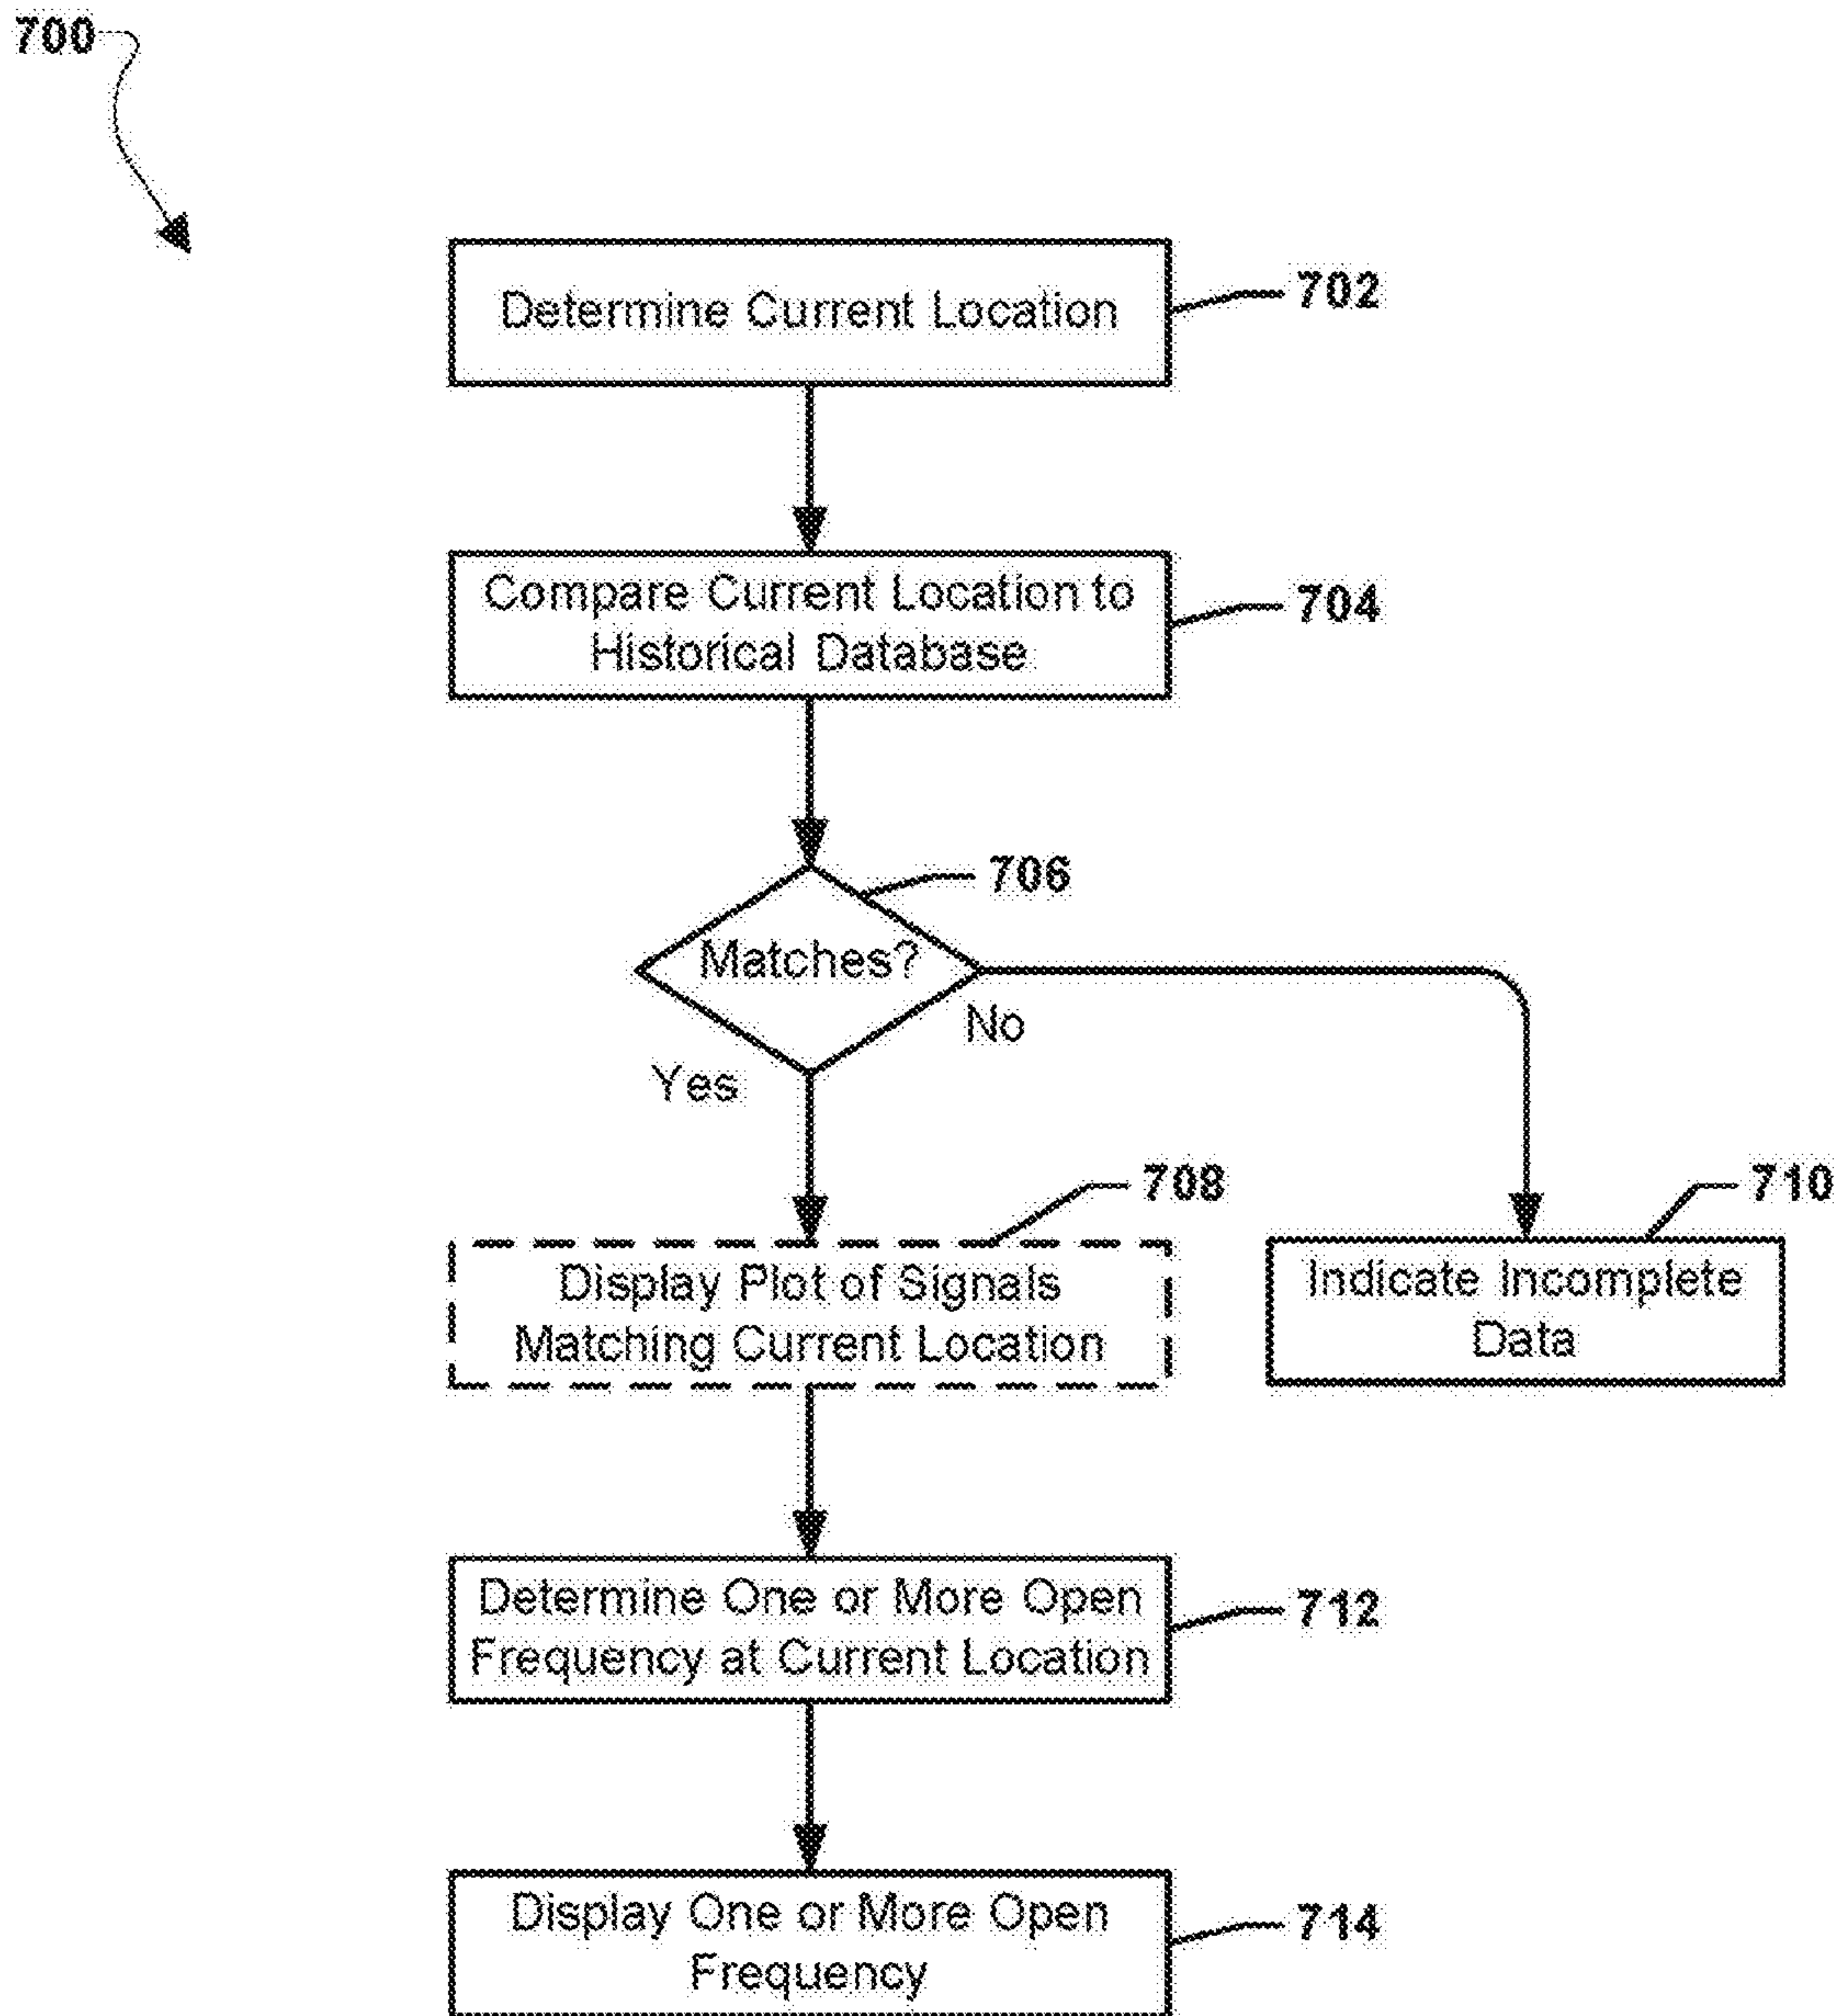 700
Determine Current Location
702
Compare Current Location to
Historical Database
704
706
Matches?
No
Yes
708
710
Display Plot of Signals
Matching Current Location
Indicate Incomplete
Data
Determine One or More Open
Frequency at Current Location
712
Display One or More Open
Frequency
714